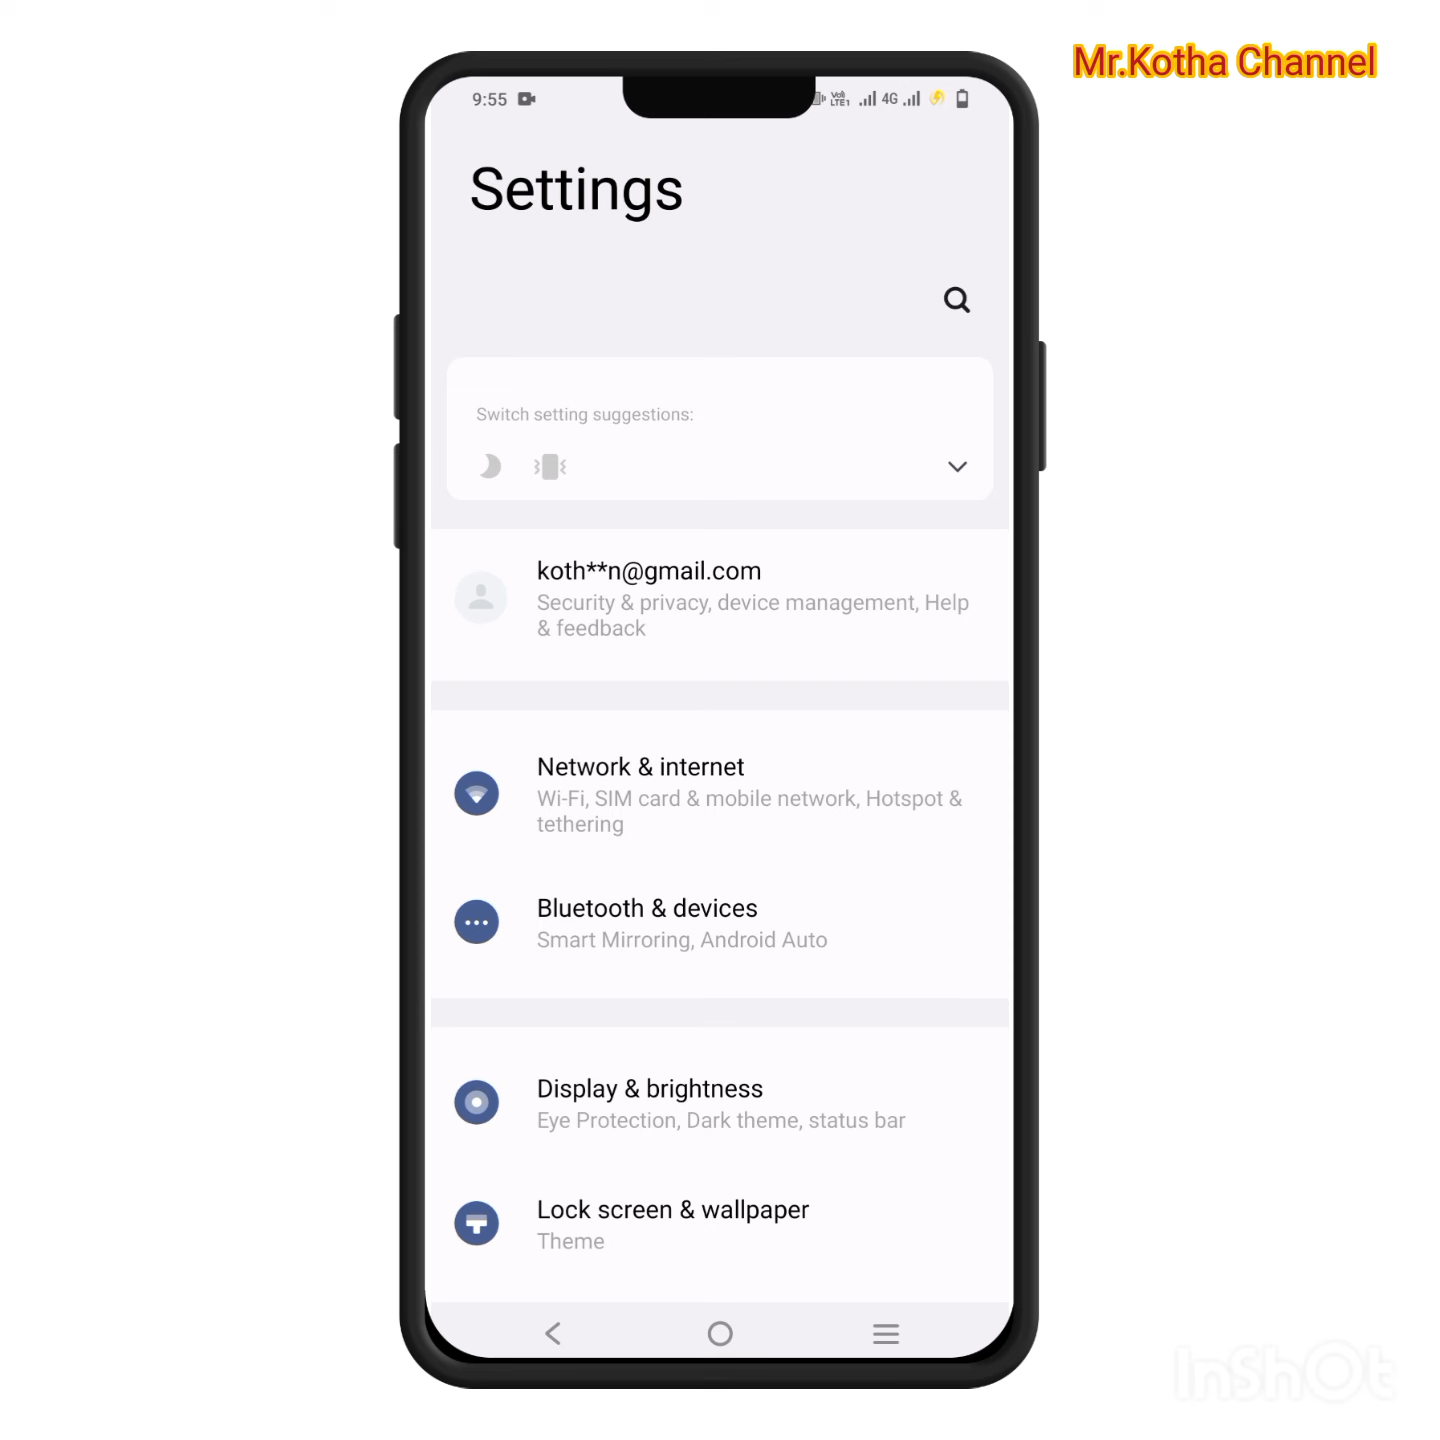 Mr.Kotha Channel
9:55
Vo))
LTE1
4G
Settings
Switch setting suggestions:
koth**n@gmail.com
Security & privacy, device management, Help
& feedback
Network & internet
Wi-Fi, SIM card & mobile network, Hotspot &
tethering
Bluetooth & devices
Smart Mirroring, Android Auto
Display & brightness
Eye Protection, Dark theme, status bar
Lock screen & wallpaper
Theme
InShOt